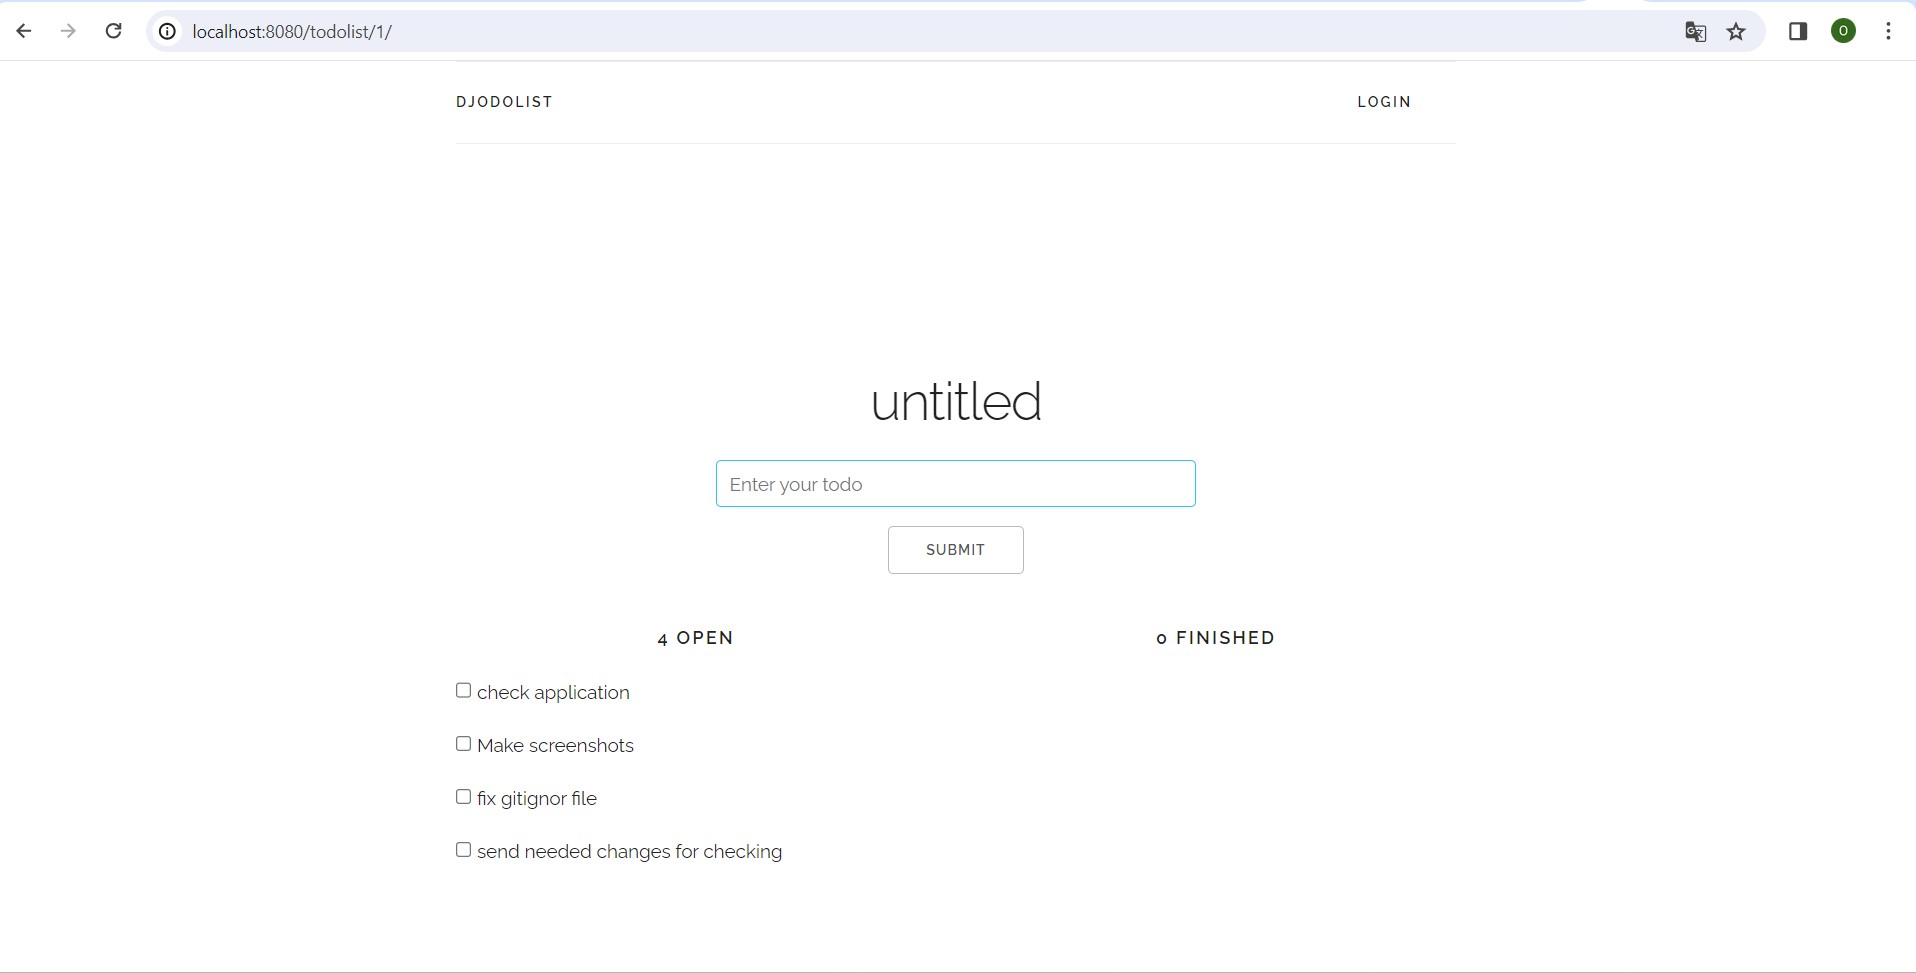 localhost:8080/todolist/1/
O
DJODOLIST
LOGIN
untitled
Enter your todo
SUBMIT
4 OPEN
0 FINISHED
check application
Make screenshots
fix gitignor file
send needed changes for checking